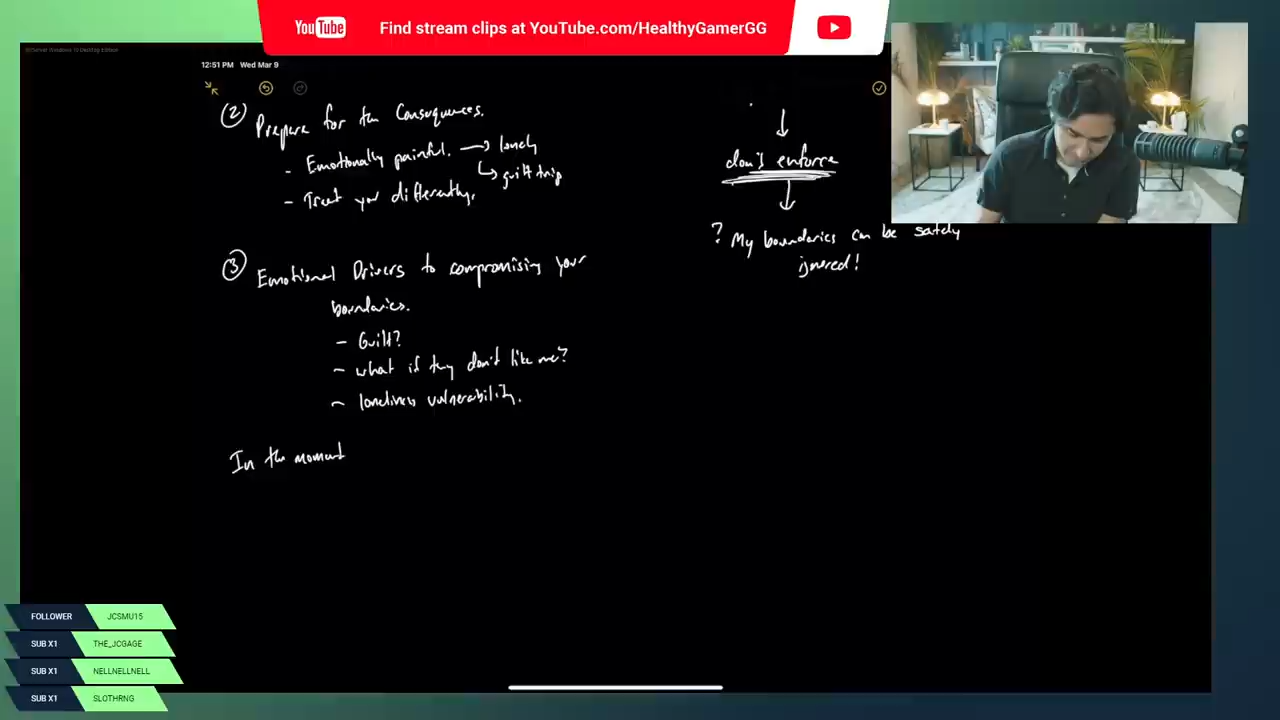 YouTube Find stream clips at YouTube.com/HealthyGamerGG
12:51 PM Wed Mar 9
② Prepare for the Consequences.
- Emotionally painful. → lonely
↳ guilt trip
- Treat you differently.
③ Emotional Drivers to compromising your
boundaries.
- Guilt?
- what if they don't like me?
- loneliness vulnerability.
In the moment
don't enforce
? My boundaries can be safely
ignored!
FOLLOWER JCSMU15
SUB X1 THE_JCGAGE
SUB X1 NELLNELLNELL
SUB X1 SLOTHRNG